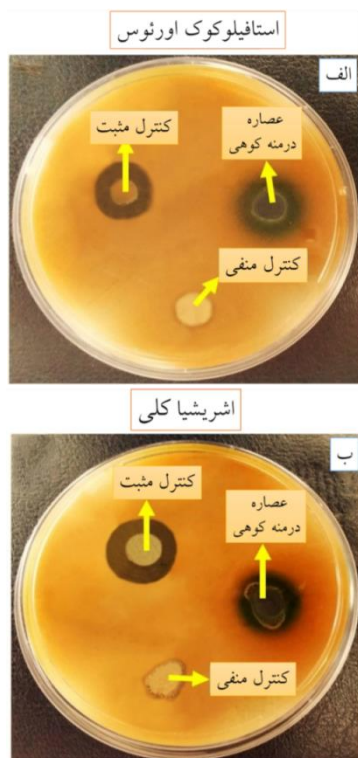 استافیلوکوک اورئوس
الف
کنترل مثبت
عصاره
درمنه کوهی
کنترل منفی
اشریشیا کلی
ب
کنترل مثبت
عصاره
درمنه کوهی
کنترل منفی